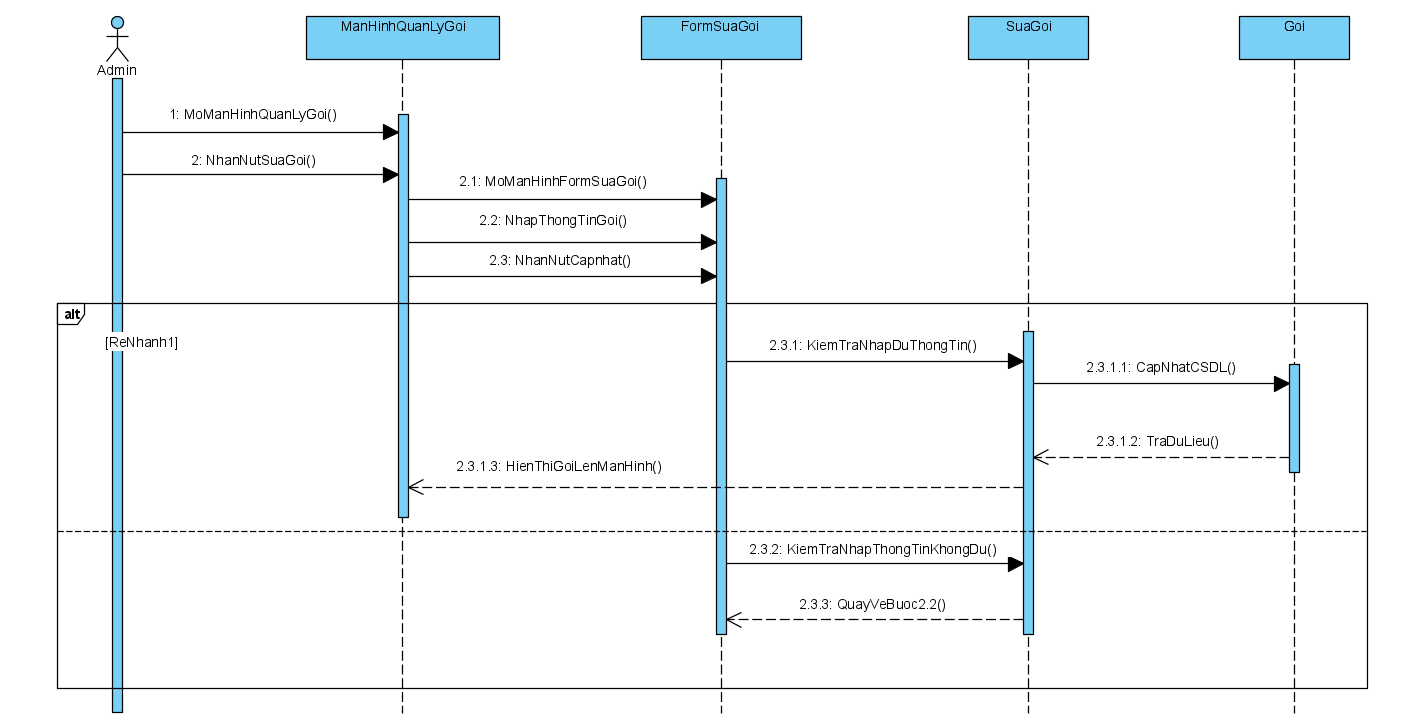 ManHinhQuanLyGoi
FormSuaGoi
SuaGoi
Goi
Admin
1: MoManHinhQuanLyGoi()
2: NhanNutSuaGoi()
2.1: MoManHinhFormSuaGoi()
2.2: NhapThongTinGoi()
2.3: NhanNutCapnhat()
alt
[ReNhanh1]
2.3.1: KiemTraNhapDuThongTin()
2.3.1.1: CapNhatCSDL()
2.3.1.2: TraDuLieu()
2.3.1.3: HienThiGoiLenManHinh()
2.3.2: KiemTraNhapThongTinKhongDu()
2.3.3: QuayVeBuoc2.2()